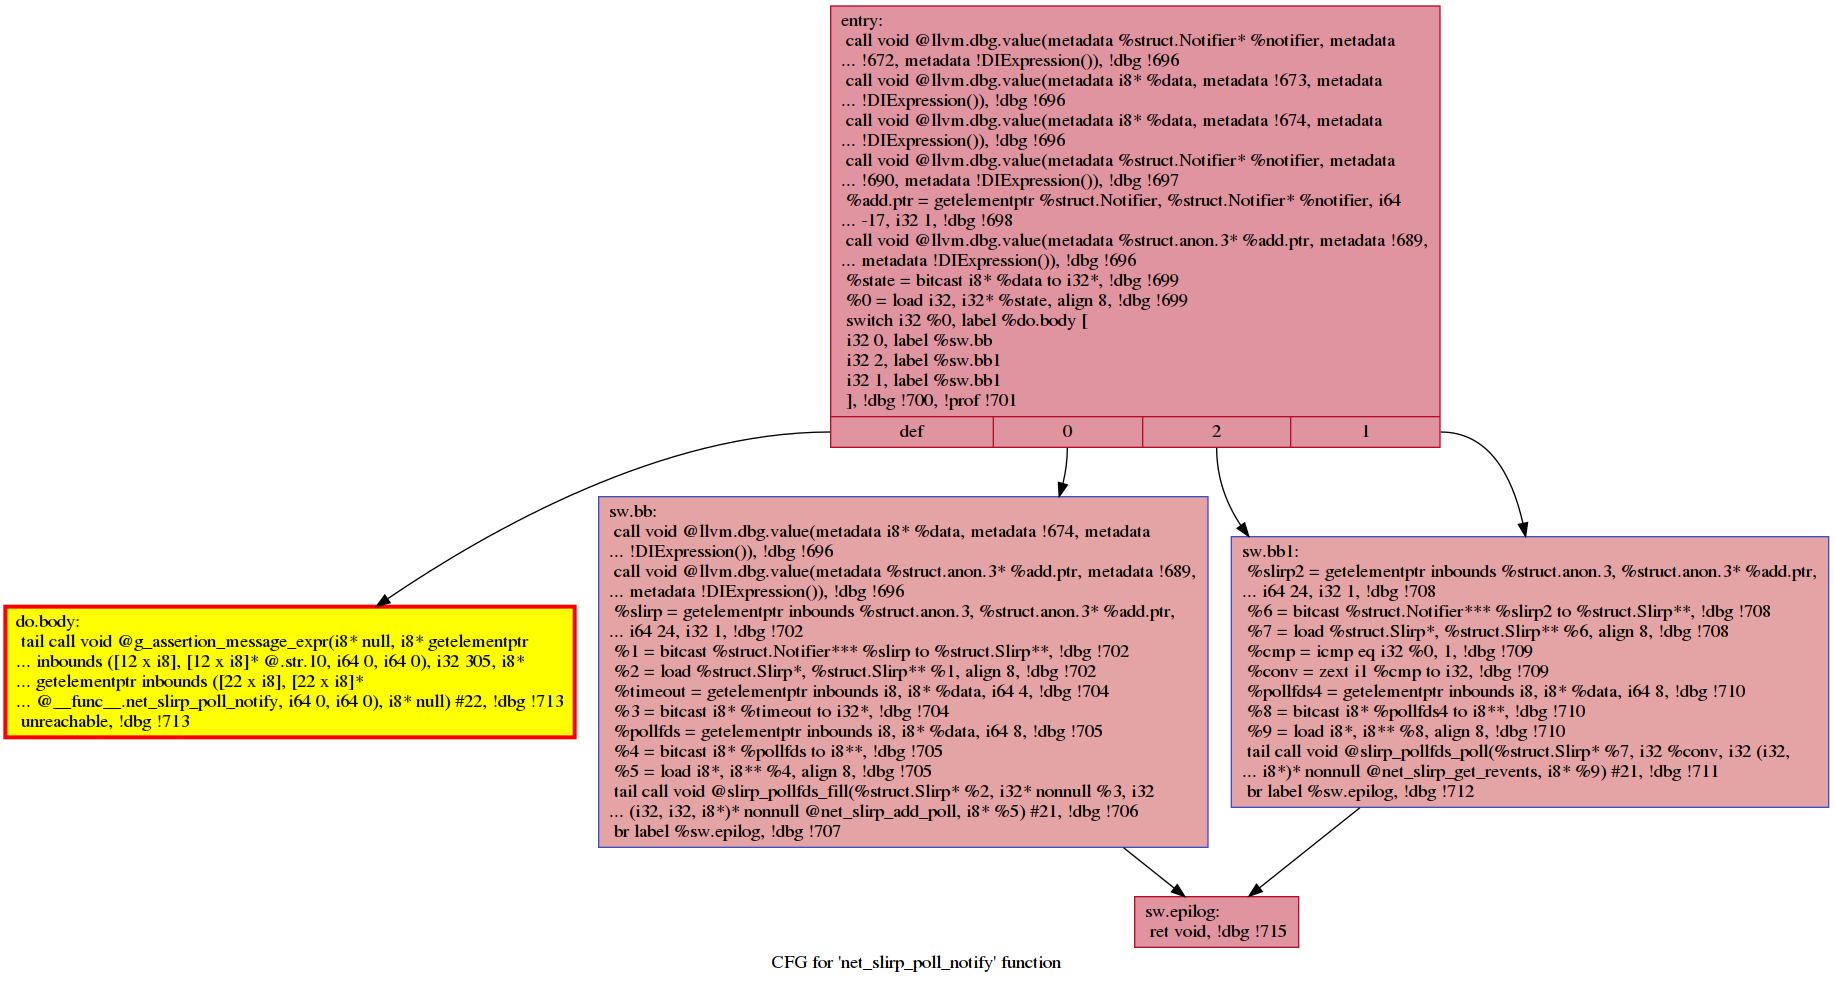 entry:
call void @llvm.dbg.value(metadata %struct.Notifier* %notifier, metadata
... !672, metadata !DIExpression()), !dbg !696
call void @llvm.dbg.value(metadata i8* %data, metadata !673, metadata
... !DIExpression()), !dbg !696
call void @llvm.dbg.value(metadata i8* %data, metadata !674, metadata
... !DIExpression()), !dbg !696
call void @llvm.dbg.value(metadata %struct.Notifier* %notifier, metadata
... !690, metadata !DIExpression()), !dbg !697
%add.ptr = getelementptr %struct.Notifier, %struct.Notifier* %notifier, i64
... -17, i32 1, !dbg !698
call void @llvm.dbg.value(metadata %struct.anon.3* %add.ptr, metadata !689,
... metadata !DIExpression()), !dbg !696
%state = bitcast i8* %data to i32*, !dbg !699
%0 = load i32, i32* %state, align 8, !dbg !699
switch i32 %0, label %do.body [
i32 0, label %sw.bb
i32 2, label %sw.bb1
i32 1, label %sw.bb1
], !dbg !700, !prof !701
def 0 2 1
do.body:
tail call void @g_assertion_message_expr(i8* null, i8* getelementptr
... inbounds ([12 x i8], [12 x i8]* @.str.10, i64 0, i64 0), i32 305, i8*
... getelementptr inbounds ([22 x i8], [22 x i8]*
... @__func__.net_slirp_poll_notify, i64 0, i64 0), i8* null) #22, !dbg !713
unreachable, !dbg !713
sw.bb:
call void @llvm.dbg.value(metadata i8* %data, metadata !674, metadata
... !DIExpression()), !dbg !696
call void @llvm.dbg.value(metadata %struct.anon.3* %add.ptr, metadata !689,
... metadata !DIExpression()), !dbg !696
%slirp = getelementptr inbounds %struct.anon.3, %struct.anon.3* %add.ptr,
... i64 24, i32 1, !dbg !702
%1 = bitcast %struct.Notifier*** %slirp to %struct.Slirp**, !dbg !702
%2 = load %struct.Slirp*, %struct.Slirp** %1, align 8, !dbg !702
%timeout = getelementptr inbounds i8, i8* %data, i64 4, !dbg !704
%3 = bitcast i8* %timeout to i32*, !dbg !704
%pollfds = getelementptr inbounds i8, i8* %data, i64 8, !dbg !705
%4 = bitcast i8* %pollfds to i8**, !dbg !705
%5 = load i8*, i8** %4, align 8, !dbg !705
tail call void @slirp_pollfds_fill(%struct.Slirp* %2, i32* nonnull %3, i32
... (i32, i32, i8*)* nonnull @net_slirp_add_poll, i8* %5) #21, !dbg !706
br label %sw.epilog, !dbg !707
sw.bb1:
%slirp2 = getelementptr inbounds %struct.anon.3, %struct.anon.3* %add.ptr,
... i64 24, i32 1, !dbg !708
%6 = bitcast %struct.Notifier*** %slirp2 to %struct.Slirp**, !dbg !708
%7 = load %struct.Slirp*, %struct.Slirp** %6, align 8, !dbg !708
%cmp = icmp eq i32 %0, 1, !dbg !709
%conv = zext i1 %cmp to i32, !dbg !709
%pollfds4 = getelementptr inbounds i8, i8* %data, i64 8, !dbg !710
%8 = bitcast i8* %pollfds4 to i8**, !dbg !710
%9 = load i8*, i8** %8, align 8, !dbg !710
tail call void @slirp_pollfds_poll(%struct.Slirp* %7, i32 %conv, i32 (i32,
... i8*)* nonnull @net_slirp_get_revents, i8* %9) #21, !dbg !711
br label %sw.epilog, !dbg !712
sw.epilog:
ret void, !dbg !715
CFG for 'net_slirp_poll_notify' function